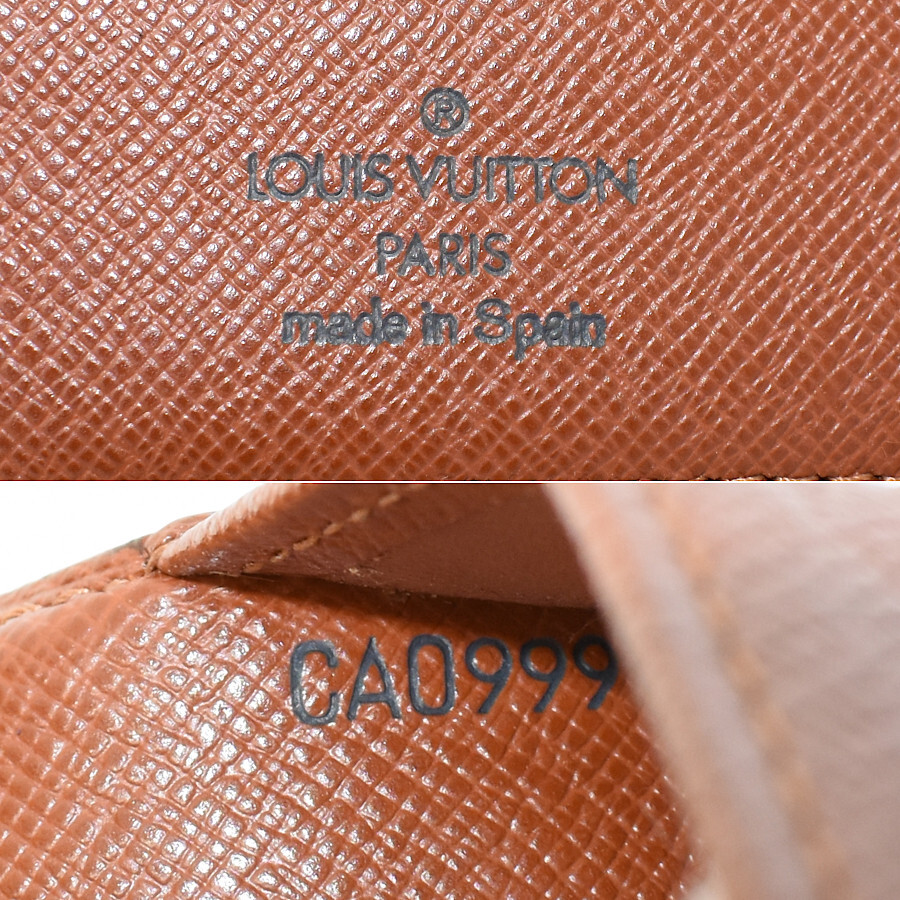 ®
LOUIS VUITTON
PARIS
made in Spain
CA0999